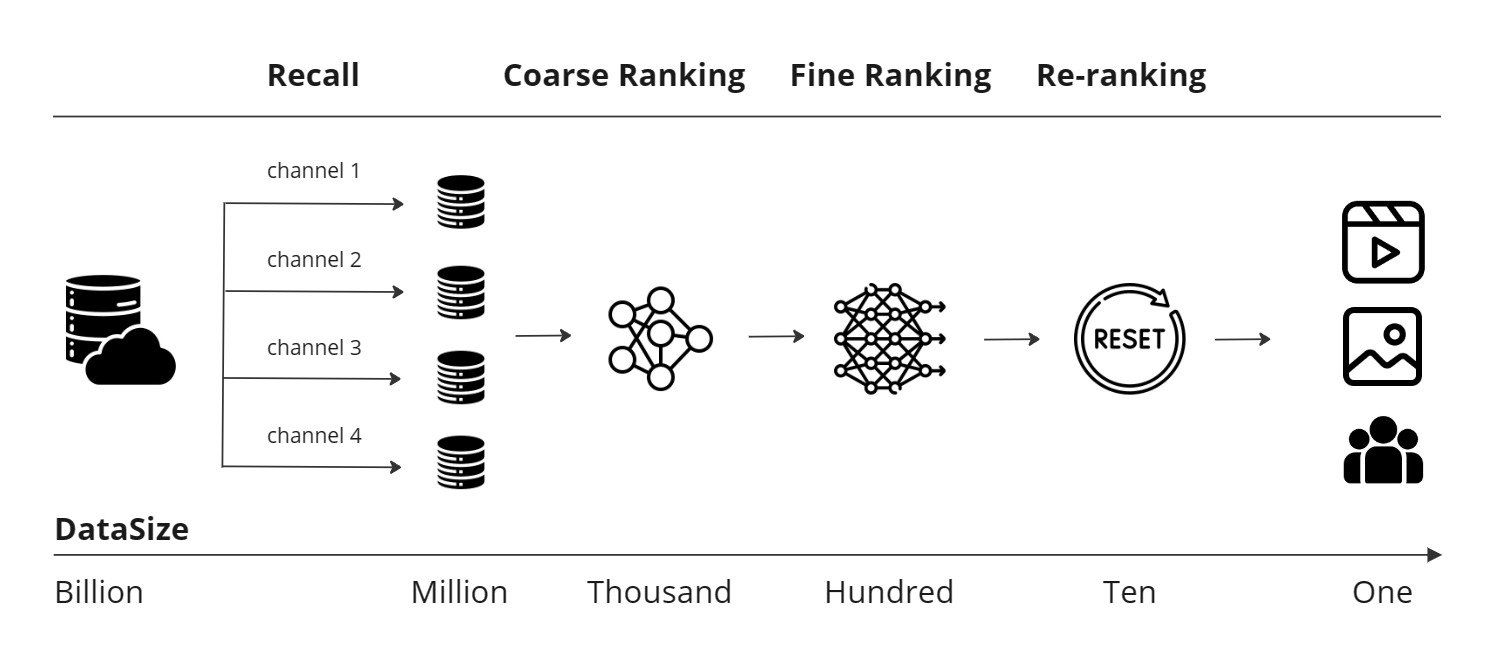 Recall
Coarse Ranking
Fine Ranking
Re-ranking
channel 1
channel 2
channel 3
channel 4
RESET
DataSize
Billion
Million
Thousand
Hundred
Ten
One